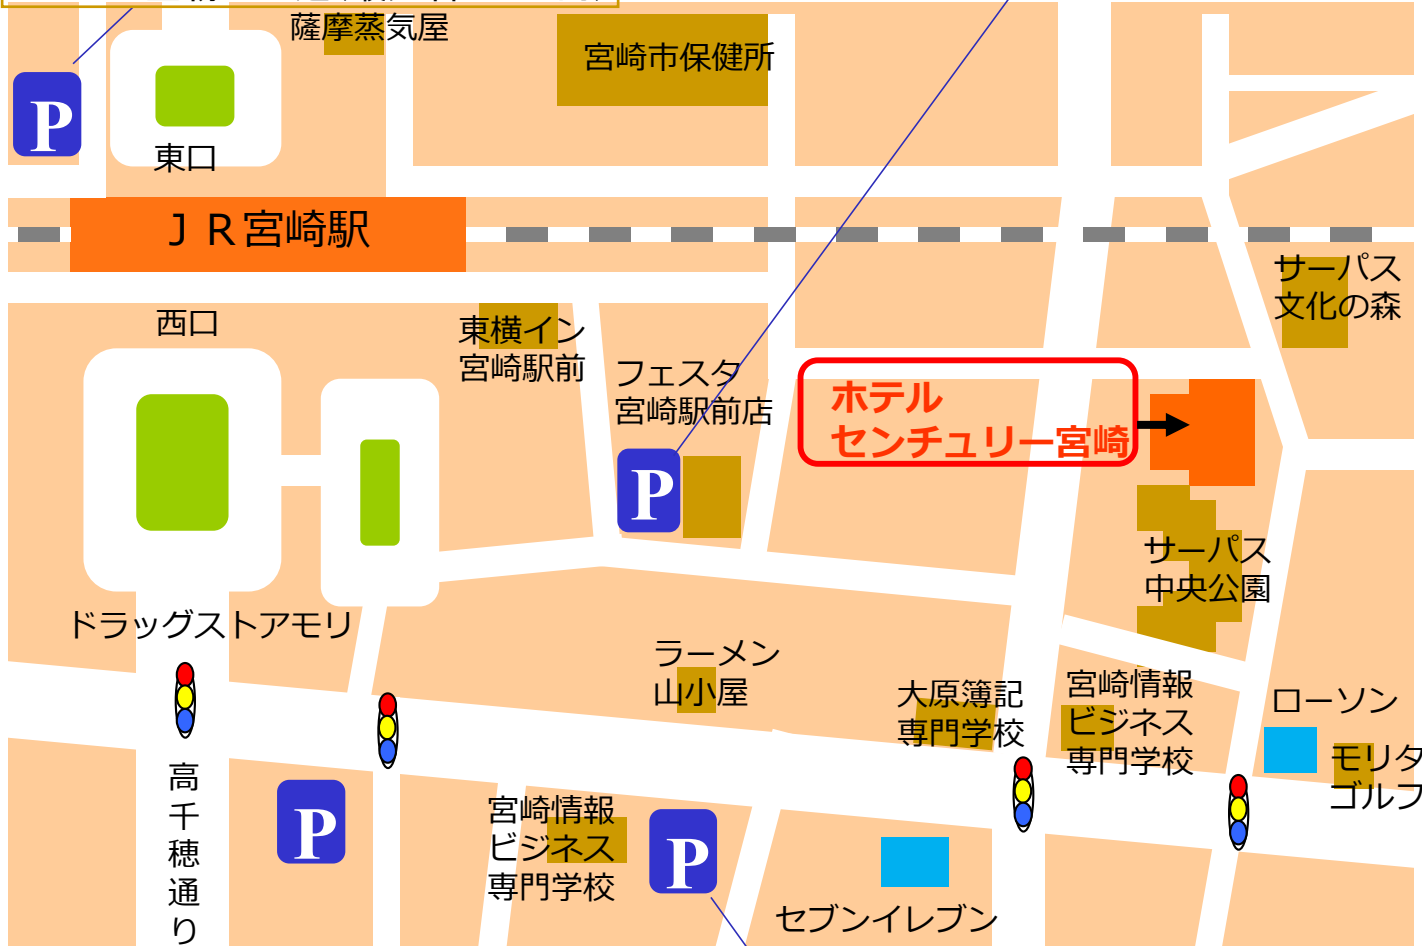 薩摩蒸気屋
宮崎市保健所
P
東口
ＪＲ宮崎駅
サーパス
文化の森
西口
東横イン
宮崎駅前
フェスタ
宮崎駅前店
ホテル
センチュリー宮崎
P
サーパス
中央公園
ドラッグストアモリ
ラーメン
山小屋
大原簿記
専門学校
宮崎情報
ビジネス
専門学校
ローソン
モリタ
ゴルフ
高千穂通り
P
宮崎情報
ビジネス
専門学校
P
セブンイレブン